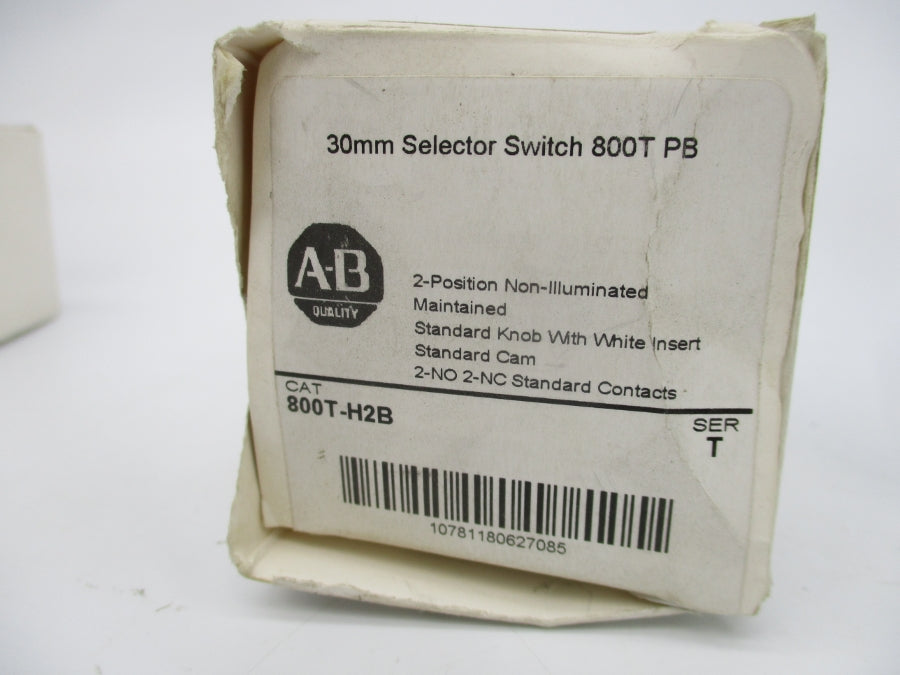 30mm Selector Switch 800T PB
A-B
QUALITY
2-Position Non-Illuminated
Maintained
Standard Knob With White Insert
Standard Cam
2-NO 2-NC Standard Contacts
CAT
800T-H2B
SER
T
10781180627085